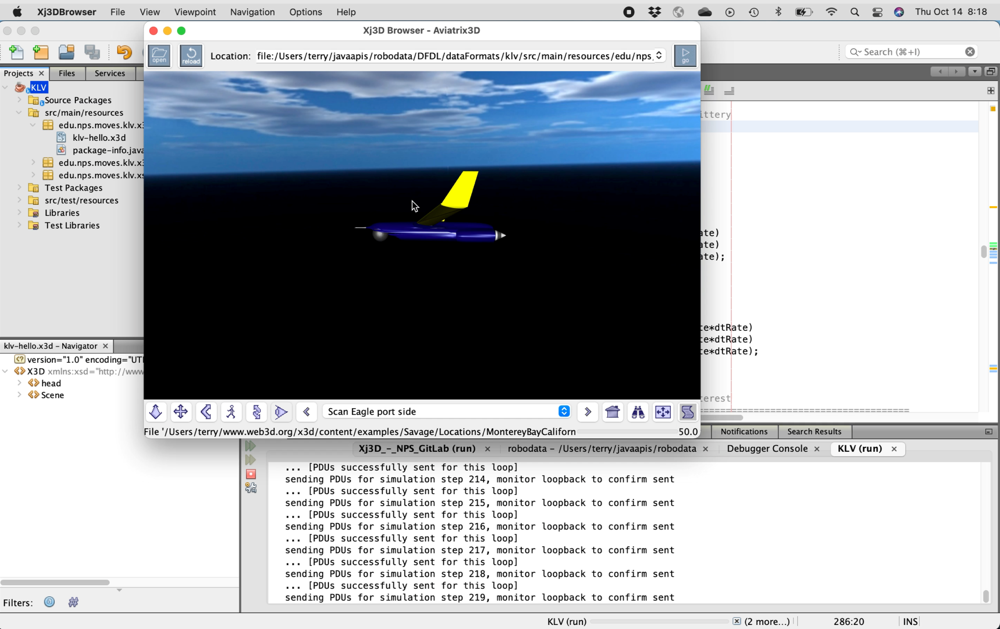 Xj3DBrowser File View Viewpoint Navigation Options Help Thu Oct 14 8:18
Xj3D Browser - Aviatrix3D
open reload Location: file:/Users/terry/javaapis/robodata/DFDL/dataFormats/klv/src/main/resources/edu/nps, go
Search (⌘+I)
Projects Files Services
KLV
Source Packages
src/main/resources
edu.nps.moves.klv.x3
klv-hello.x3d
package-info.java
edu.nps.moves.klv.x3
edu.nps.moves.klv.xs
Test Packages
src/test/resources
Libraries
Test Libraries
ittery
ate)
ate)
ate);
te*dtRate)
te*dtRate)
te*dtRate);
terest
================================================
klv-hello.x3d - Navigator
version="1.0" encoding="UTF
X3D xmlns:xsd="http://www
head
Scene
Filters:
Scan Eagle port side
File '/Users/terry/www.web3d.org/x3d/content/examples/Savage/Locations/MontereyBayCaliforn 50.0
Notifications Search Results
Xj3D_-_NPS_GitLab (run) robodata - /Users/terry/javaapis/robodata Debugger Console KLV (run)
... [PDUs successfully sent for this loop]
sending PDUs for simulation step 214, monitor loopback to confirm sent
... [PDUs successfully sent for this loop]
sending PDUs for simulation step 215, monitor loopback to confirm sent
... [PDUs successfully sent for this loop]
sending PDUs for simulation step 216, monitor loopback to confirm sent
... [PDUs successfully sent for this loop]
sending PDUs for simulation step 217, monitor loopback to confirm sent
... [PDUs successfully sent for this loop]
sending PDUs for simulation step 218, monitor loopback to confirm sent
... [PDUs successfully sent for this loop]
sending PDUs for simulation step 219, monitor loopback to confirm sent
KLV (run) (2 more...) 286:20 INS